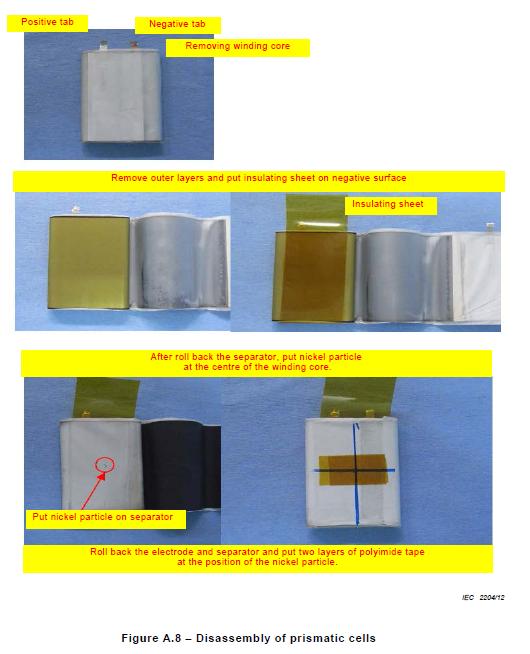 Positive tab
Negative tab
Removing winding core
Remove outer layers and put insulating sheet on negative surface
Insulating sheet
After roll back the separator, put nickel particle
at the centre of the winding core.
Put nickel particle on separator
Roll back the electrode and separator and put two layers of polyimide tape
at the position of the nickel particle.
IEC 2204/12
Figure A.8 – Disassembly of prismatic cells